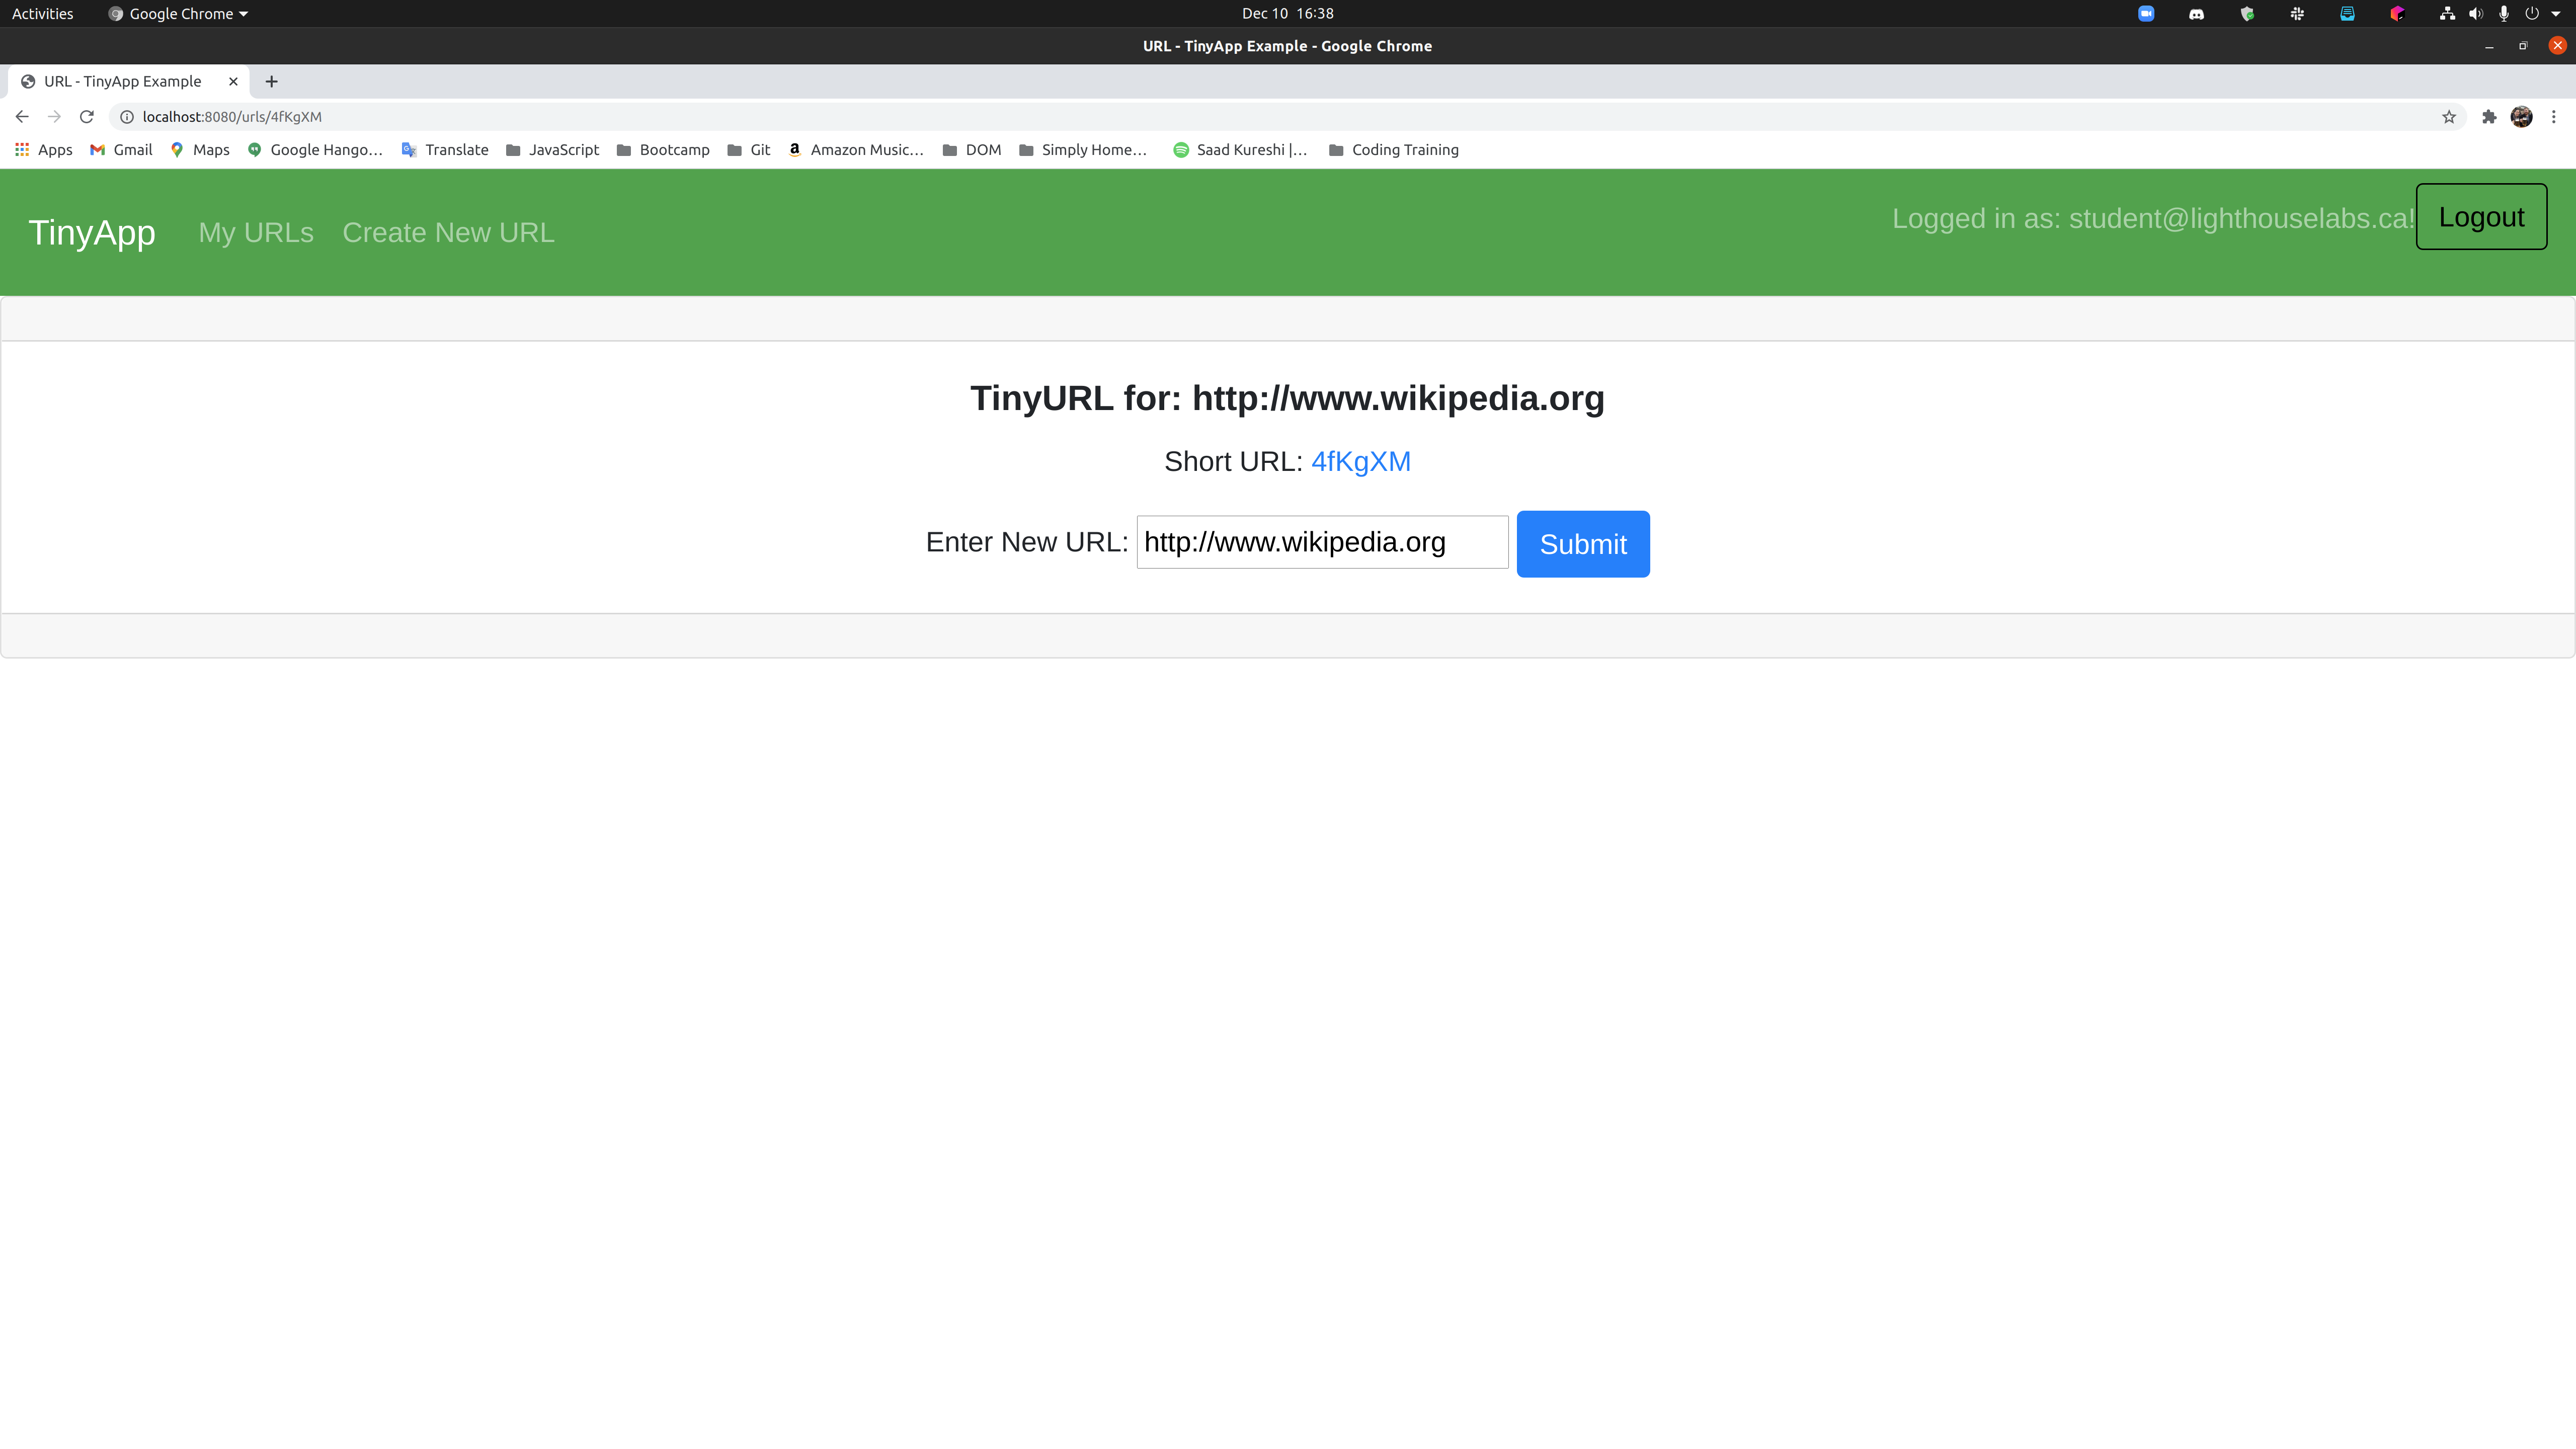 Activities Google Chrome Dec 10 16:38
URL - TinyApp Example - Google Chrome
URL - TinyApp Example
localhost:8080/urls/4fKgXM
Apps Gmail Maps Google Hango... Translate JavaScript Bootcamp Git Amazon Music... DOM Simply Home... Saad Kureshi |... Coding Training
TinyApp My URLs Create New URL Logged in as: student@lighthouselabs.ca! Logout
TinyURL for: http://www.wikipedia.org
Short URL: 4fKgXM
Enter New URL: http://www.wikipedia.org Submit